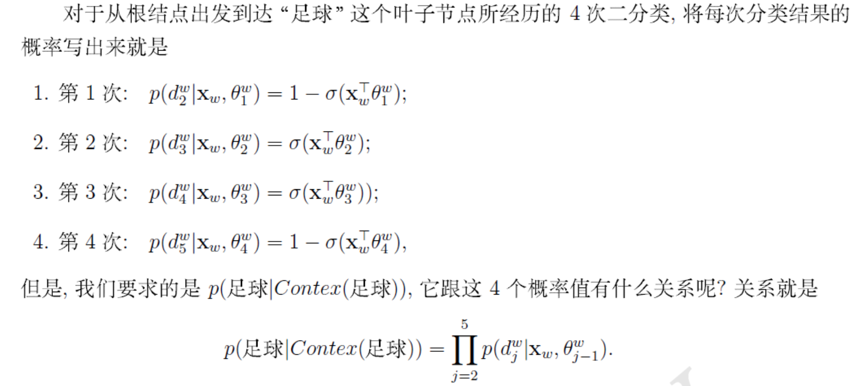 对于从根结点出发到达 “足球” 这个叶子节点所经历的 4 次二分类, 将每次分类结果的
概率写出来就是
1. 第 1 次: $p(d_2^w|\mathbf{x}_w, \theta_1^w) = 1 - \sigma(\mathbf{x}_w^\top \theta_1^w);$
2. 第 2 次: $p(d_3^w|\mathbf{x}_w, \theta_2^w) = \sigma(\mathbf{x}_w^\top \theta_2^w);$
3. 第 3 次: $p(d_4^w|\mathbf{x}_w, \theta_3^w) = \sigma(\mathbf{x}_w^\top \theta_3^w));$
4. 第 4 次: $p(d_5^w|\mathbf{x}_w, \theta_4^w) = 1 - \sigma(\mathbf{x}_w^\top \theta_4^w),$
但是, 我们要求的是 $p(足球|Contex(足球))$, 它跟这 4 个概率值有什么关系呢? 关系就是
$p(足球|Contex(足球)) = \prod_{j=2}^{5} p(d_j^w|\mathbf{x}_w, \theta_{j-1}^w).$